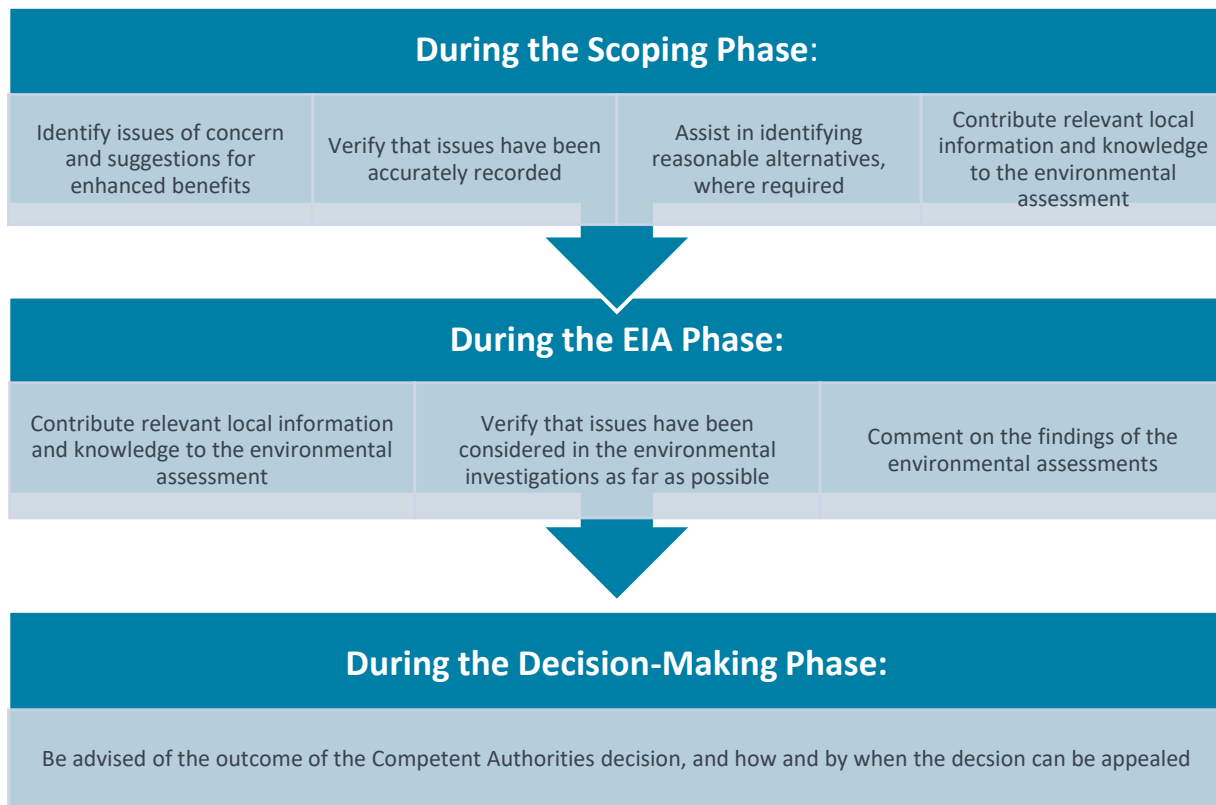 During the Scoping Phase:
Identify issues of concern
and suggestions for
enhanced benefits
Verify that issues have been
accurately recorded
Assist in identifying
reasonable alternatives,
where required
Contribute relevant local
information and knowledge
to the environmental
assessment
During the EIA Phase:
Contribute relevant local information
and knowledge to the environmental
assessment
Verify that issues have been
considered in the environmental
investigations as far as possible
Comment on the findings of the
environmental assessments
During the Decision-Making Phase:
Be advised of the outcome of the Competent Authorities decision, and how and by when the decsion can be appealed